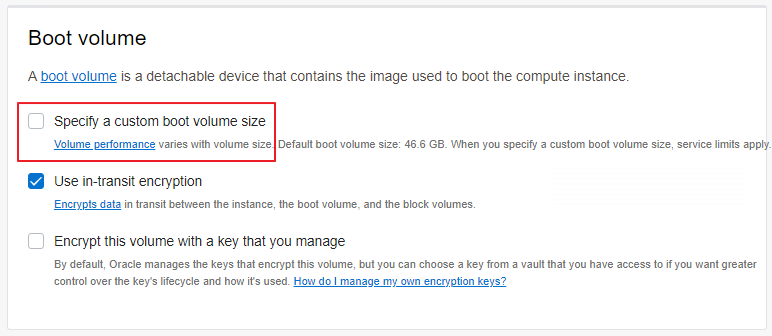 Boot volume
A boot volume is a detachable device that contains the image used to boot the compute instance.
Specify a custom boot volume size
Volume performance varies with volume size. Default boot volume size: 46.6 GB. When you specify a custom boot volume size, service limits apply.
Use in-transit encryption
Encrypts data in transit between the instance, the boot volume, and the block volumes.
Encrypt this volume with a key that you manage
By default, Oracle manages the keys that encrypt this volume, but you can choose a key from a vault that you have access to if you want greater
control over the key's lifecycle and how it's used. How do I manage my own encryption keys?